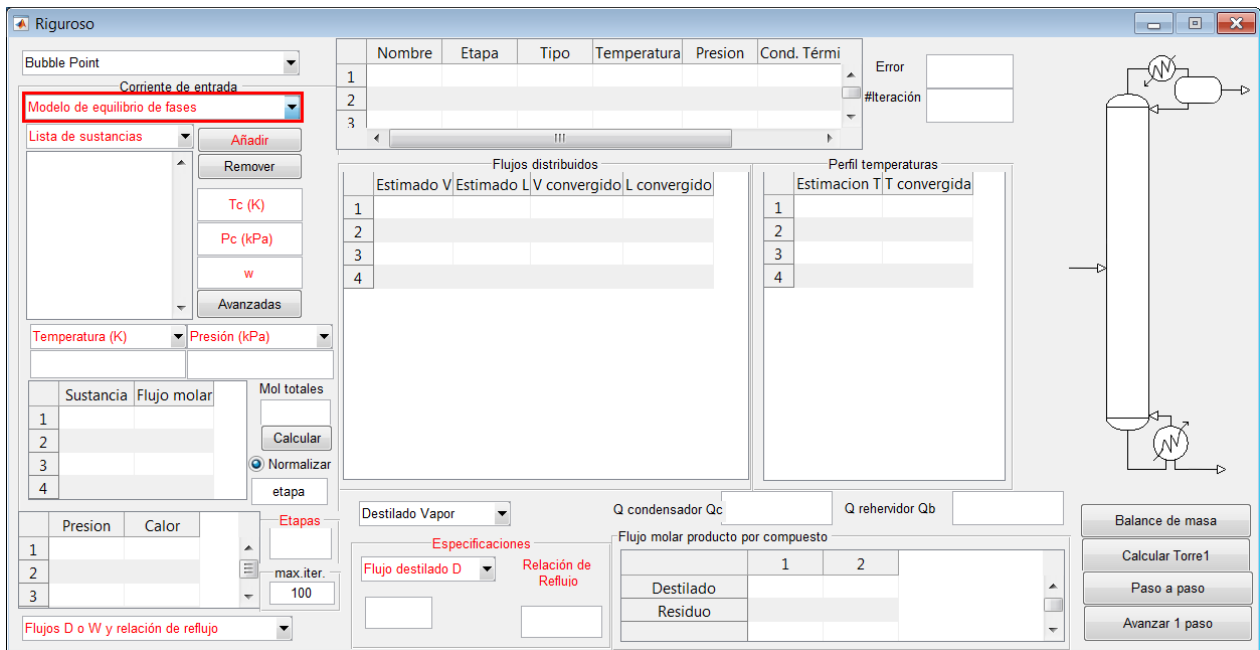 Riguroso
Bubble Point
Corriente de entrada
Modelo de equilibrio de fases
Lista de sustancias
Añadir
Remover
Tc (K)
Pc (kPa)
w
Avanzadas
Temperatura (K)
Presión (kPa)
Sustancia Flujo molar
1
2
3
4
Mol totales
Calcular
Normalizar
etapa
Presion Calor
1
2
3
Etapas
max.iter.
100
Flujos D o W y relación de reflujo
Nombre Etapa Tipo Temperatura Presion Cond. Térmi
1
2
3
Error
#Iteración
Flujos distribuidos
Estimado V Estimado L V convergido L convergido
1
2
3
4
Perfil temperaturas
Estimacion T T convergida
1
2
3
4
Destilado Vapor
Q condensador Qc
Q rehervidor Qb
Especificaciones
Flujo destilado D
Relación de
Reflujo
Flujo molar producto por compuesto
1 2
Destilado
Residuo
Balance de masa
Calcular Torre1
Paso a paso
Avanzar 1 paso